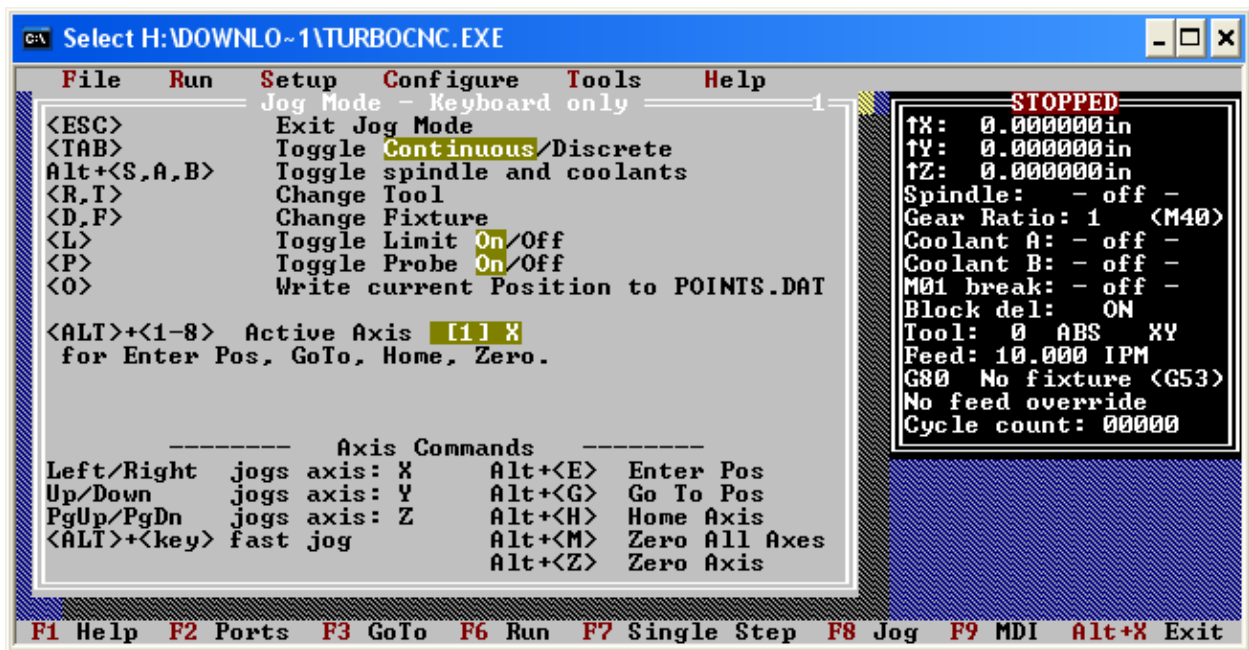 Select H:\DOWNLO~1\TURBOCNC.EXE
File Run Setup Configure Tools Help
Jog Mode - Keyboard only 1
<ESC> Exit Jog Mode
<TAB> Toggle Continuous/Discrete
Alt+<S,A,B> Toggle spindle and coolants
<R,T> Change Tool
<D,F> Change Fixture
<L> Toggle Limit On/Off
<P> Toggle Probe On/Off
<O> Write current Position to POINTS.DAT
<ALT>+<1-8> Active Axis [1] X
for Enter Pos, GoTo, Home, Zero.
-------- Axis Commands --------
Left/Right jogs axis: X Alt+<E> Enter Pos
Up/Down jogs axis: Y Alt+<G> Go To Pos
PgUp/PgDn jogs axis: Z Alt+<H> Home Axis
<ALT>+<key> fast jog Alt+<M> Zero All Axes
Alt+<Z> Zero Axis
STOPPED
↑X: 0.000000in
↑Y: 0.000000in
↑Z: 0.000000in
Spindle: - off -
Gear Ratio: 1 (M40)
Coolant A: - off -
Coolant B: - off -
M01 break: - off -
Block del: ON
Tool: 0 ABS XY
Feed: 10.000 IPM
G80 No fixture (G53)
No feed override
Cycle count: 00000
F1 Help F2 Ports F3 GoTo F6 Run F7 Single Step F8 Jog F9 MDI Alt+X Exit